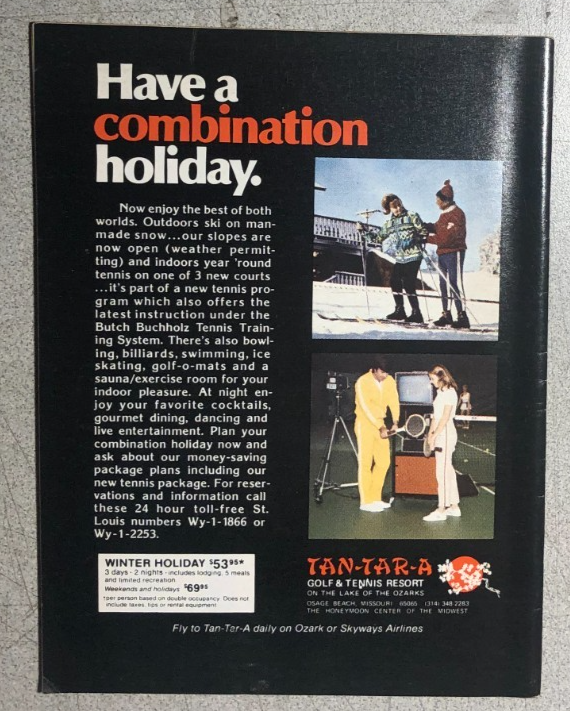 Have a
combination
holiday.
Now enjoy the best of both
worlds. Outdoors ski on man-
made snow...our slopes are
now open (weather permit-
ting) and indoors year 'round
tennis on one of 3 new courts
...it's part of a new tennis pro-
gram which also offers the
latest instruction under the
Butch Buchholz Tennis Train-
ing System. There's also bowl-
ing, billiards, swimming, ice
skating, golf-o-mats and a
sauna/exercise room for your
indoor pleasure. At night en-
joy your favorite cocktails,
gourmet dining, dancing and
live entertainment. Plan your
combination holiday now and
ask about our money-saving
package plans including our
new tennis package. For reser-
vations and information call
these 24 hour toll-free St.
Louis numbers Wy-1-1866 or
Wy-1-2253.
WINTER HOLIDAY $53⁹⁵*
3 days - 2 nights - includes lodging, 5 meals
and limited recreation
Weekends and holidays $69⁹⁵
*per person based on double occupancy. Does not
include taxes, tips or rental equipment
TAN-TAR-A
GOLF & TENNIS RESORT
ON THE LAKE OF THE OZARKS
OSAGE BEACH, MISSOURI 65065 (314) 348 2283
THE HONEYMOON CENTER OF THE MIDWEST
Fly to Tan-Tar-A daily on Ozark or Skyways Airlines